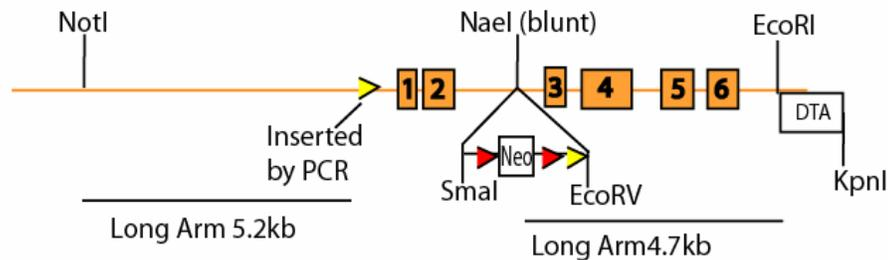 NotI
NaeI (blunt)
EcoRI
1
2
3
4
5
6
DTA
Inserted
by PCR
Neo
SmaI
EcoRV
KpnI
Long Arm 5.2kb
Long Arm4.7kb